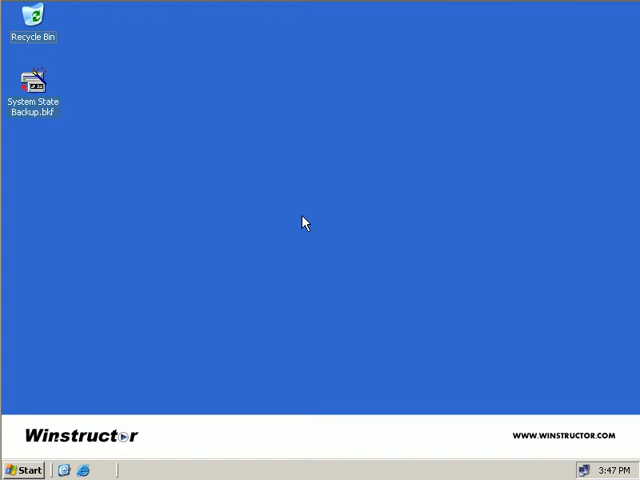 Recycle Bin
System State
Backup.bkf
Winstructor
WWW.WINSTRUCTOR.COM
Start
3:47 PM